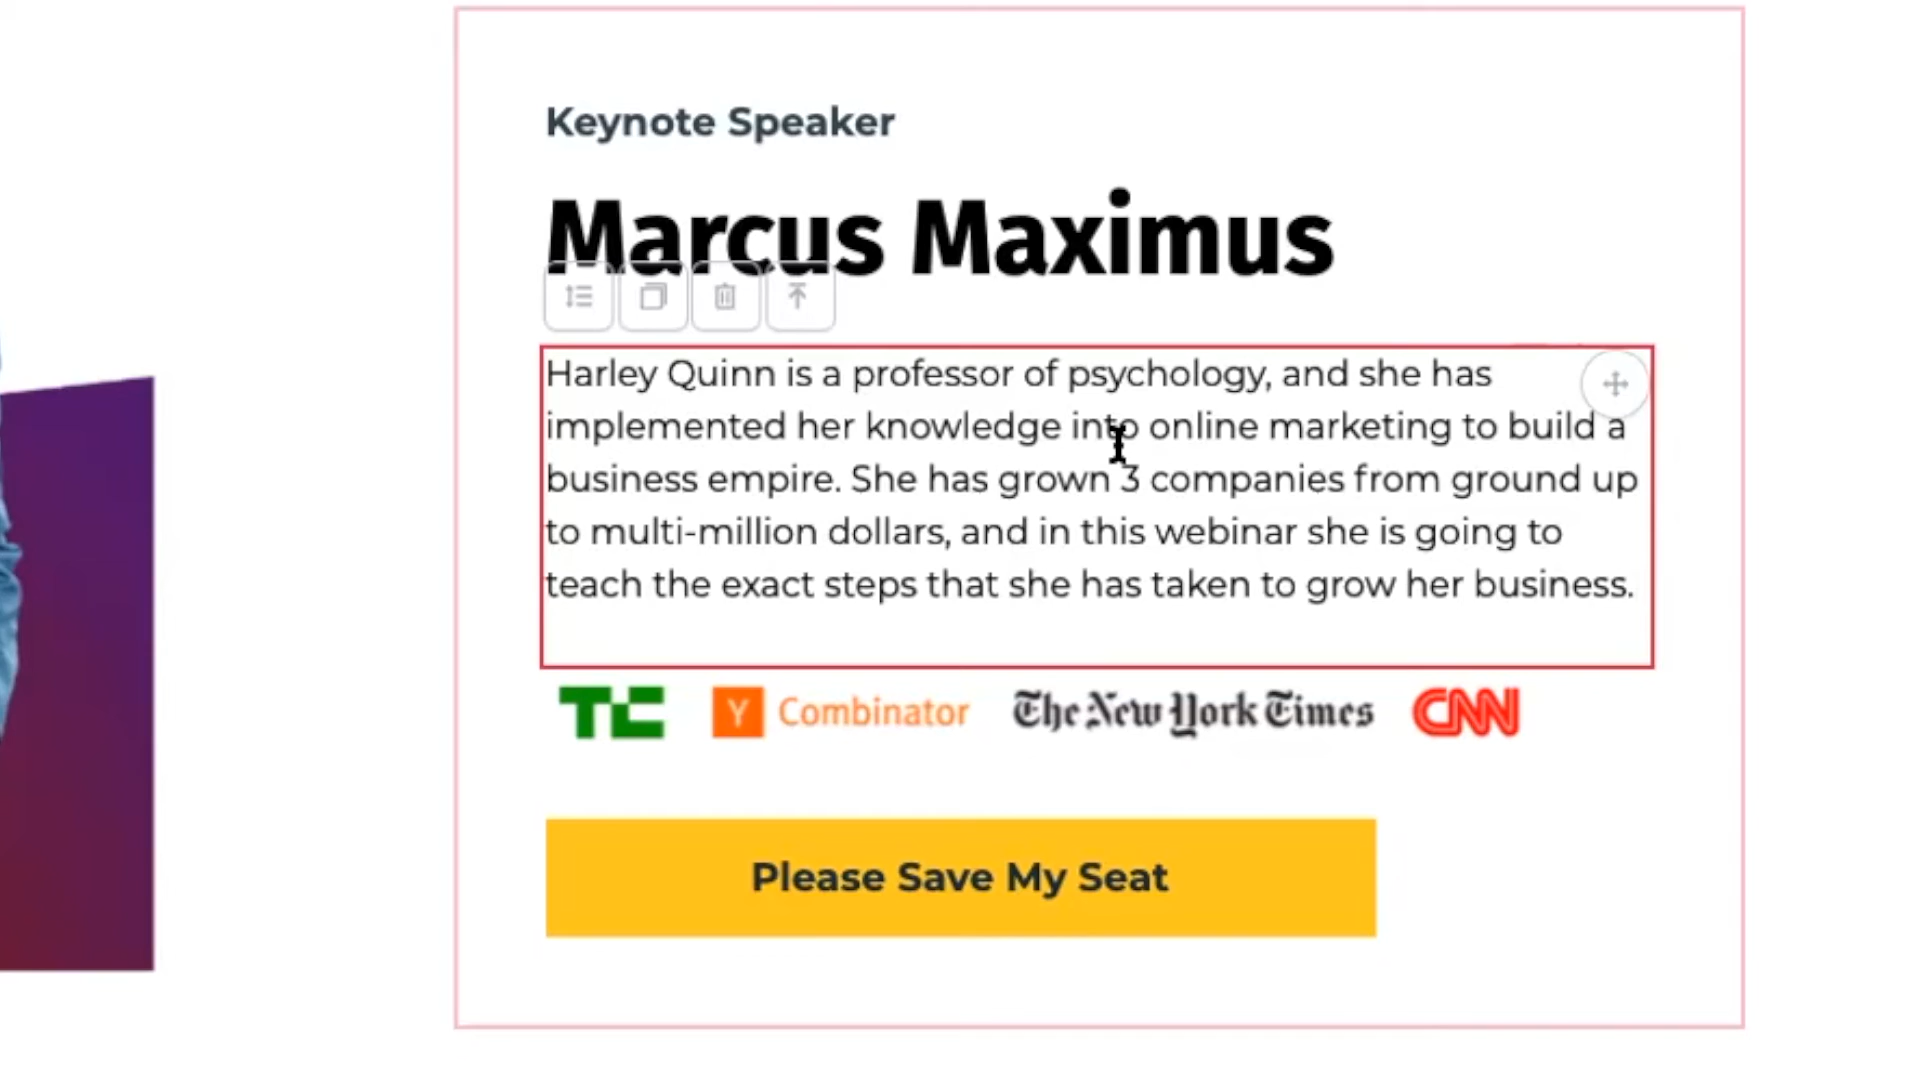 Keynote Speaker
Marcus Maximus
Harley Quinn is a professor of psychology, and she has
implemented her knowledge into online marketing to build a
business empire. She has grown 3 companies from ground up
to multi-million dollars, and in this webinar she is going to
teach the exact steps that she has taken to grow her business.
TC Y Combinator The New York Times CNN
Please Save My Seat